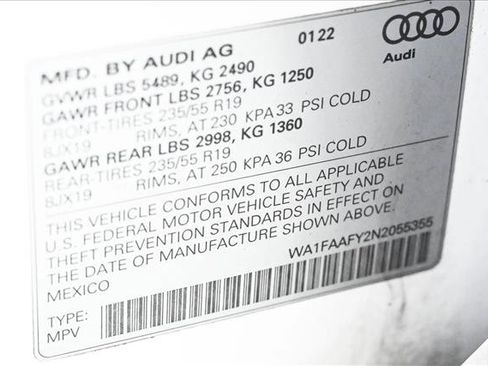 MFD. BY AUDI AG 0122
Audi
GVWR LBS 5489, KG 2490
GAWR FRONT LBS 2756, KG 1250
FRONT-TIRES 235/55 R19
8JX19 RIMS, AT 230 KPA 33 PSI COLD
GAWR REAR LBS 2998, KG 1360
REAR-TIRES 235/55 R19
8JX19 RIMS, AT 250 KPA 36 PSI COLD
THIS VEHICLE CONFORMS TO ALL APPLICABLE
U.S. FEDERAL MOTOR VEHICLE SAFETY AND
THEFT PREVENTION STANDARDS IN EFFECT ON
THE DATE OF MANUFACTURE SHOWN ABOVE.
MEXICO WA1FAAFY2N2055355
TYPE:
MPV